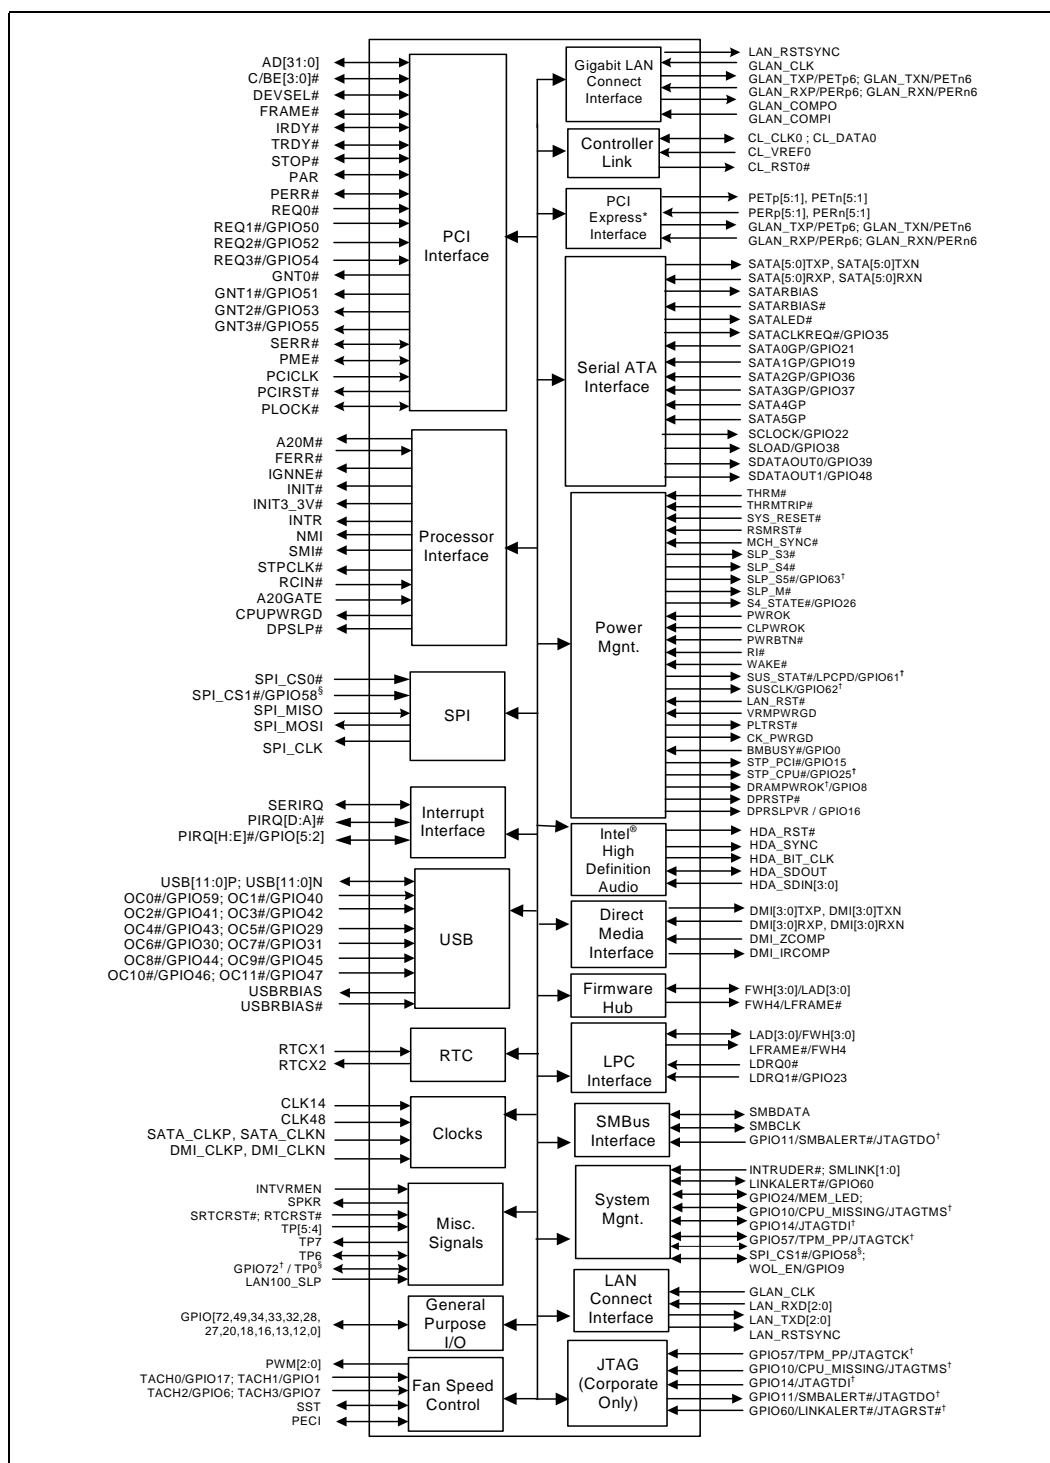 AD[31:0]
C/BE[3:0]#
DEVSEL#
FRAME#
IRDY#
TRDY#
STOP#
PAR
PERR#
REQ0#
REQ1#/GPIO50
REQ2#/GPIO52
REQ3#/GPIO54
GNT0#
GNT1#/GPIO51
GNT2#/GPIO53
GNT3#/GPIO55
SERR#
PME#
PCICLK
PCIRST#
PLOCK#
PCI
Interface
A20M#
FERR#
IGNNE#
INIT#
INIT3_3V#
INTR
NMI
SMI#
STPCLK#
RCIN#
A20GATE
CPUPWRGD
DPSLP#
Processor
Interface
SPI_CS0#
SPI_CS1#/GPIO58§
SPI_MISO
SPI_MOSI
SPI_CLK
SPI
SERIRQ
PIRQ[D:A]#
PIRQ[H:E]#/GPIO[5:2]
Interrupt
Interface
USB[11:0]P; USB[11:0]N
OC0#/GPIO59; OC1#/GPIO40
OC2#/GPIO41; OC3#/GPIO42
OC4#/GPIO43; OC5#/GPIO29
OC6#/GPIO30; OC7#/GPIO31
OC8#/GPIO44; OC9#/GPIO45
OC10#/GPIO46; OC11#/GPIO47
USBRBIAS
USBRBIAS#
USB
RTCX1
RTCX2
RTC
CLK14
CLK48
SATA_CLKP, SATA_CLKN
DMI_CLKP, DMI_CLKN
Clocks
INTVRMEN
SPKR
SRTCRST#; RTCRST#
TP[5:4]
TP7
TP6
GPIO72† / TP0§
LAN100_SLP
Misc.
Signals
GPIO[72,49,34,33,32,28,
27,20,18,16,13,12,0]
General
Purpose
I/O
PWM[2:0]
TACH0/GPIO17; TACH1/GPIO1
TACH2/GPIO6; TACH3/GPIO7
SST
PECI
Fan Speed
Control
Gigabit LAN
Connect
Interface
LAN_RSTSYNC
GLAN_CLK
GLAN_TXP/PETp6; GLAN_TXN/PETn6
GLAN_RXP/PERp6; GLAN_RXN/PERn6
GLAN_COMPO
GLAN_COMPI
Controller
Link
CL_CLK0 ; CL_DATA0
CL_VREF0
CL_RST0#
PCI
Express*
Interface
PETp[5:1], PETn[5:1]
PERp[5:1], PERn[5:1]
GLAN_TXP/PETp6; GLAN_TXN/PETn6
GLAN_RXP/PERp6; GLAN_RXN/PERn6
Serial ATA
Interface
SATA[5:0]TXP, SATA[5:0]TXN
SATA[5:0]RXP, SATA[5:0]RXN
SATARBIAS
SATARBIAS#
SATALED#
SATACLKREQ#/GPIO35
SATA0GP/GPIO21
SATA1GP/GPIO19
SATA2GP/GPIO36
SATA3GP/GPIO37
SATA4GP
SATA5GP
SCLOCK/GPIO22
SLOAD/GPIO38
SDATAOUT0/GPIO39
SDATAOUT1/GPIO48
Power
Mgnt.
THRM#
THRMTRIP#
SYS_RESET#
RSMRST#
MCH_SYNC#
SLP_S3#
SLP_S4#
SLP_S5#/GPIO63†
SLP_M#
S4_STATE#/GPIO26
PWROK
CLPWROK
PWRBTN#
RI#
WAKE#
SUS_STAT#/LPCPD/GPIO61†
SUSCLK/GPIO62†
LAN_RST#
VRMPWRGD
PLTRST#
CK_PWRGD
BMBUSY#/GPIO0
STP_PCI#/GPIO15
STP_CPU#/GPIO25†
DRAMPWROK†/GPIO8
DPRSTP#
DPRSLPVR / GPIO16
Intel®
High
Definition
Audio
HDA_RST#
HDA_SYNC
HDA_BIT_CLK
HDA_SDOUT
HDA_SDIN[3:0]
Direct
Media
Interface
DMI[3:0]TXP, DMI[3:0]TXN
DMI[3:0]RXP, DMI[3:0]RXN
DMI_ZCOMP
DMI_IRCOMP
Firmware
Hub
FWH[3:0]/LAD[3:0]
FWH4/LFRAME#
LPC
Interface
LAD[3:0]/FWH[3:0]
LFRAME#/FWH4
LDRQ0#
LDRQ1#/GPIO23
SMBus
Interface
SMBDATA
SMBCLK
GPIO11/SMBALERT#/JTAGTDO†
System
Mgnt.
INTRUDER#; SMLINK[1:0]
LINKALERT#/GPIO60
GPIO24/MEM_LED;
GPIO10/CPU_MISSING/JTAGTMS†
GPIO14/JTAGTDI†
GPIO57/TPM_PP/JTAGTCK†
SPI_CS1#/GPIO58§;
WOL_EN/GPIO9
LAN
Connect
Interface
GLAN_CLK
LAN_RXD[2:0]
LAN_TXD[2:0]
LAN_RSTSYNC
JTAG
(Corporate
Only)
GPIO57/TPM_PP/JTAGTCK†
GPIO10/CPU_MISSING/JTAGTMS†
GPIO14/JTAGTDI†
GPIO11/SMBALERT#/JTAGTDO†
GPIO60/LINKALERT#/JTAGRST#†